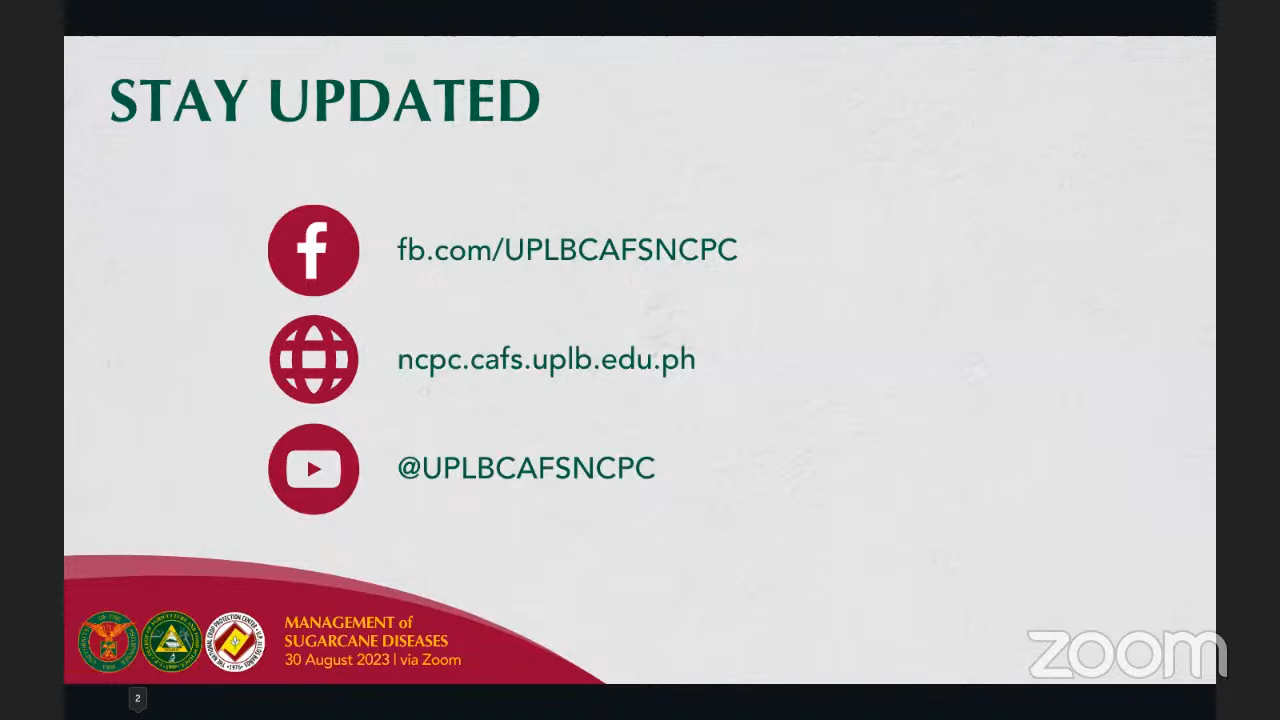 STAY UPDATED
fb.com/UPLBCAFSNCPC
ncpc.cafs.uplb.edu.ph
@UPLBCAFSNCPC
MANAGEMENT of
SUGARCANE DISEASES
30 August 2023 | via Zoom
zoom
2